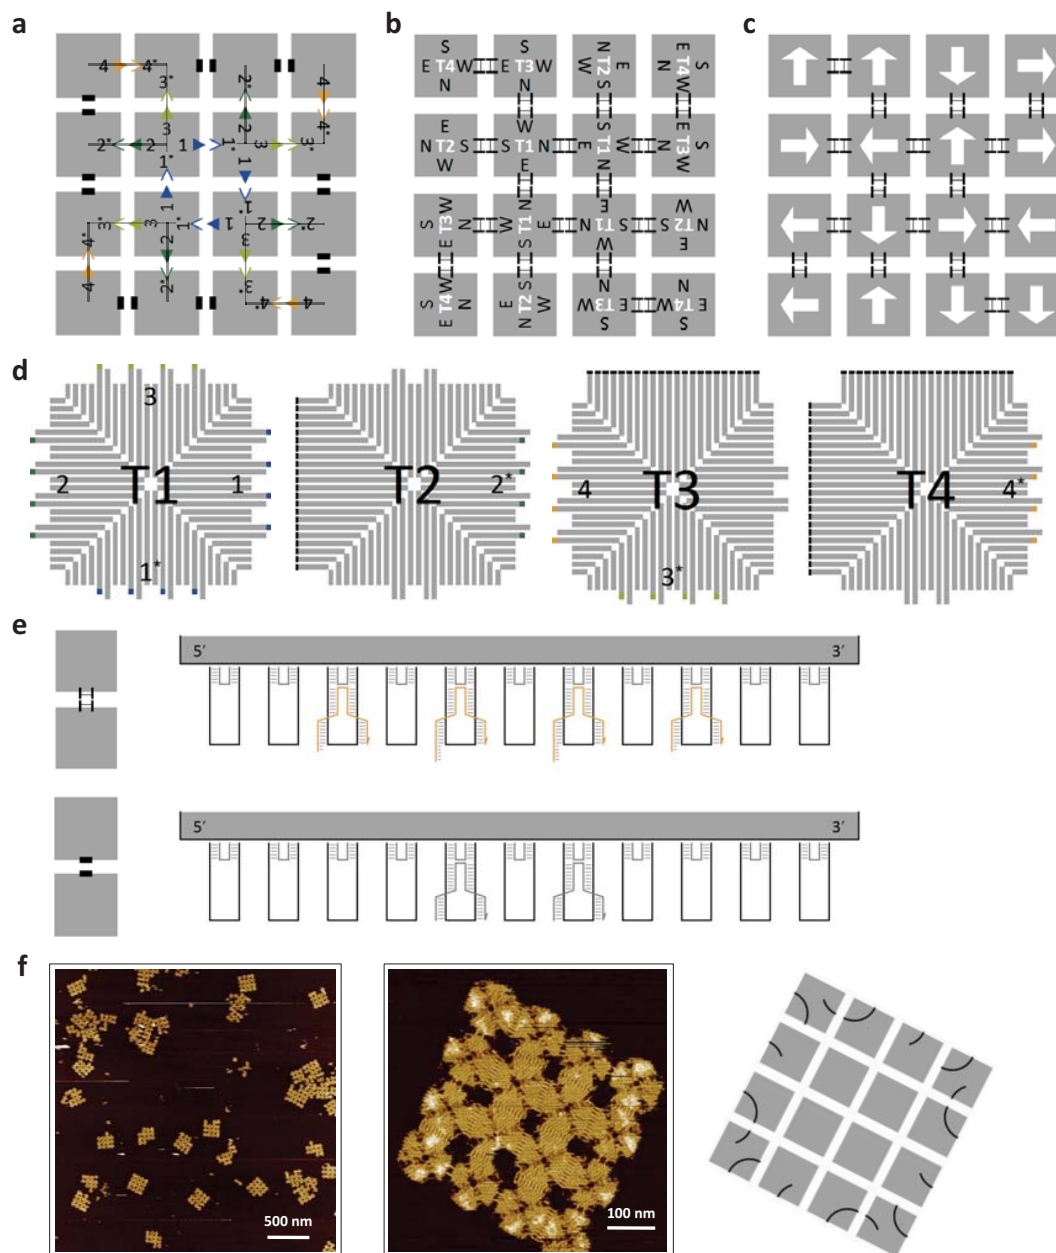 a
4 4* 3* 2* 4
4*
2* 2 3 1 1* 2 3 3*
1* 1
3* 3 1 1* 1 1* 2 2*
4* 2 3
4 2* 3* 4* 4
b
S S N E
E T4 W E T3 W W T2 E N T4 S
N N S W
E W S E
N T2 S S T1 N E T1 W N T3 S
W E N W
W N W W
S T3 N W T1 E N T1 S S T2 N
E S E E
W S N N
S T4 N E T2 W W T3 E W T4 E
E N S S
c
d
3
2 T1 1
1*
T2 2*
4 T3
3*
T4 4*
e
5′ 3′
5′ 3′
f
500 nm
100 nm